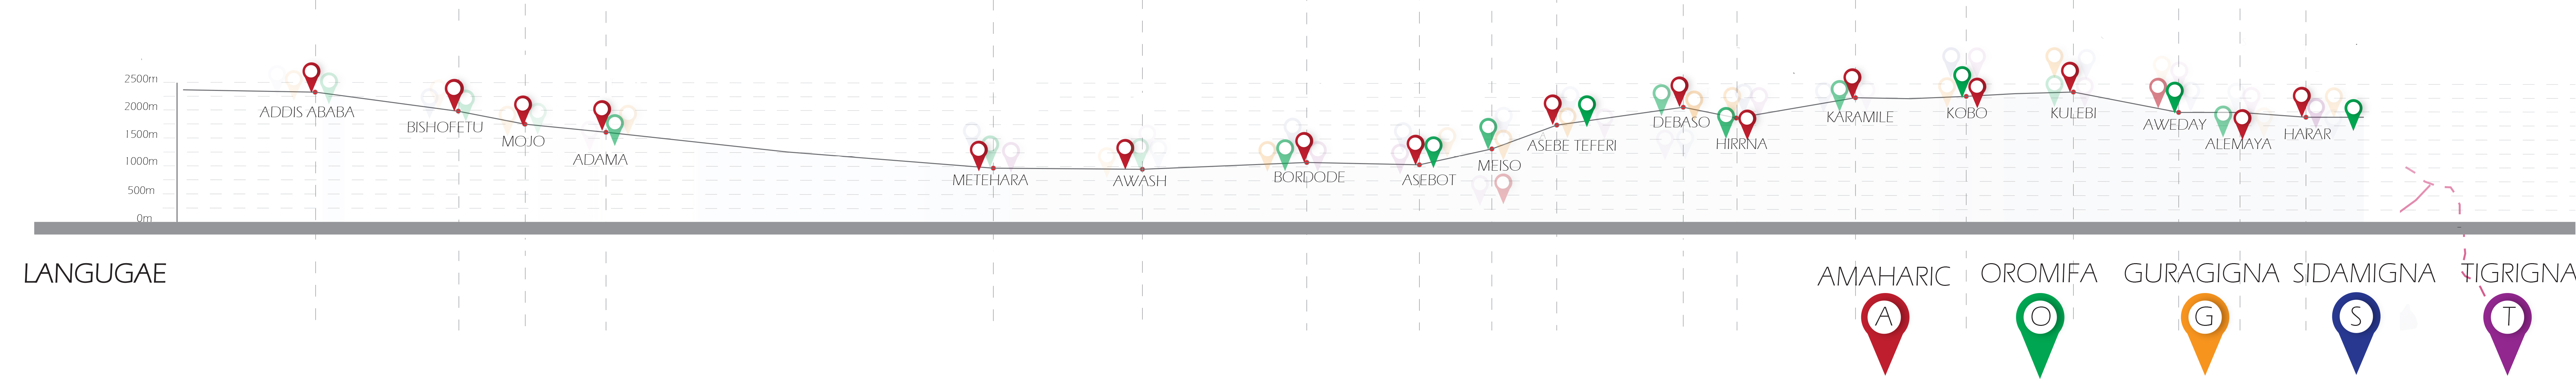 2500m
2000m
1500m
1000m
500m
0m
ADDIS ABABA
BISHOFETU
MOJO
ADAMA
METEHARA
AWASH
BORDODE
ASEBOT
MEISO
ASEBE TEFERI
DEBASO
HIRRNA
KARAMILE
KOBO
KULEBI
AWEDAY
ALEMAYA
HARAR
LANGUGAE
AMAHARIC
OROMIFA
GURAGIGNA
SIDAMIGNA
TIGRIGNA
A
O
G
S
T